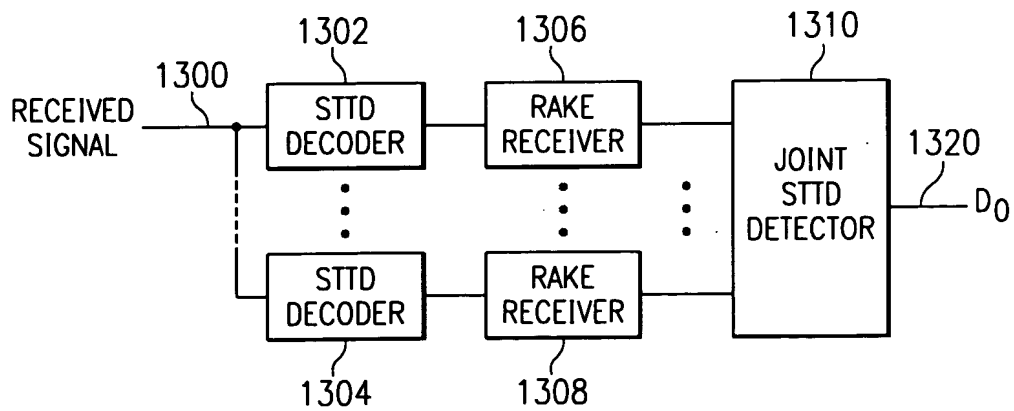 1302
1306
1310
1300
RECEIVED
SIGNAL
STTD
DECODER
RAKE
RECEIVER
JOINT
STTD
DETECTOR
1320
D0
STTD
DECODER
RAKE
RECEIVER
1304
1308